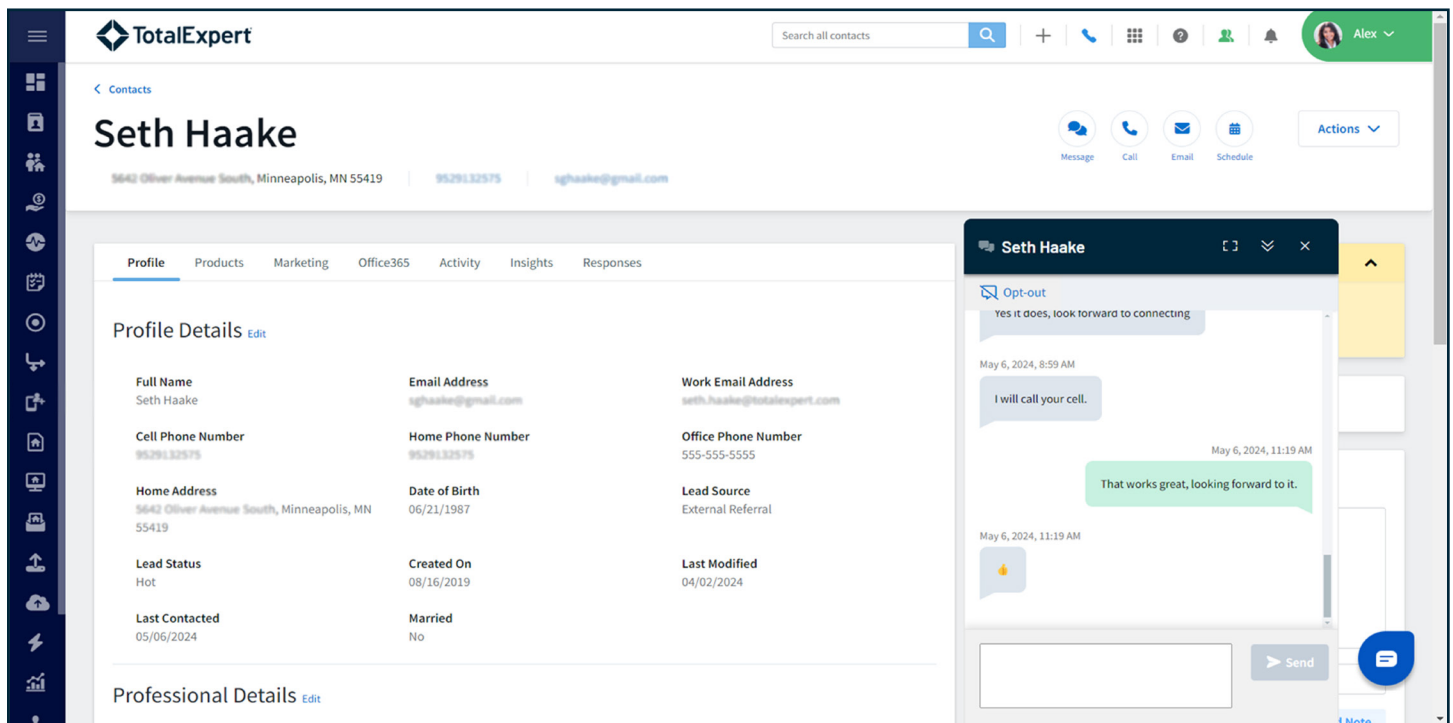 TotalExpert
Search all contacts
Alex
Contacts
Seth Haake
Message Call Email Schedule
Actions
Minneapolis, MN 55419
Profile Products Marketing Office365 Activity Insights Responses
Profile Details Edit
Full Name Email Address Work Email Address
Seth Haake
Cell Phone Number Home Phone Number Office Phone Number
555-555-5555
Home Address Date of Birth Lead Source
Minneapolis, MN 06/21/1987 External Referral
55419
Lead Status Created On Last Modified
Hot 08/16/2019 04/02/2024
Last Contacted Married
05/06/2024 No
Professional Details Edit
Seth Haake
Opt-out
Yes it does, look forward to connecting
May 6, 2024, 8:59 AM
I will call your cell.
May 6, 2024, 11:19 AM
That works great, looking forward to it.
May 6, 2024, 11:19 AM
Send
Note